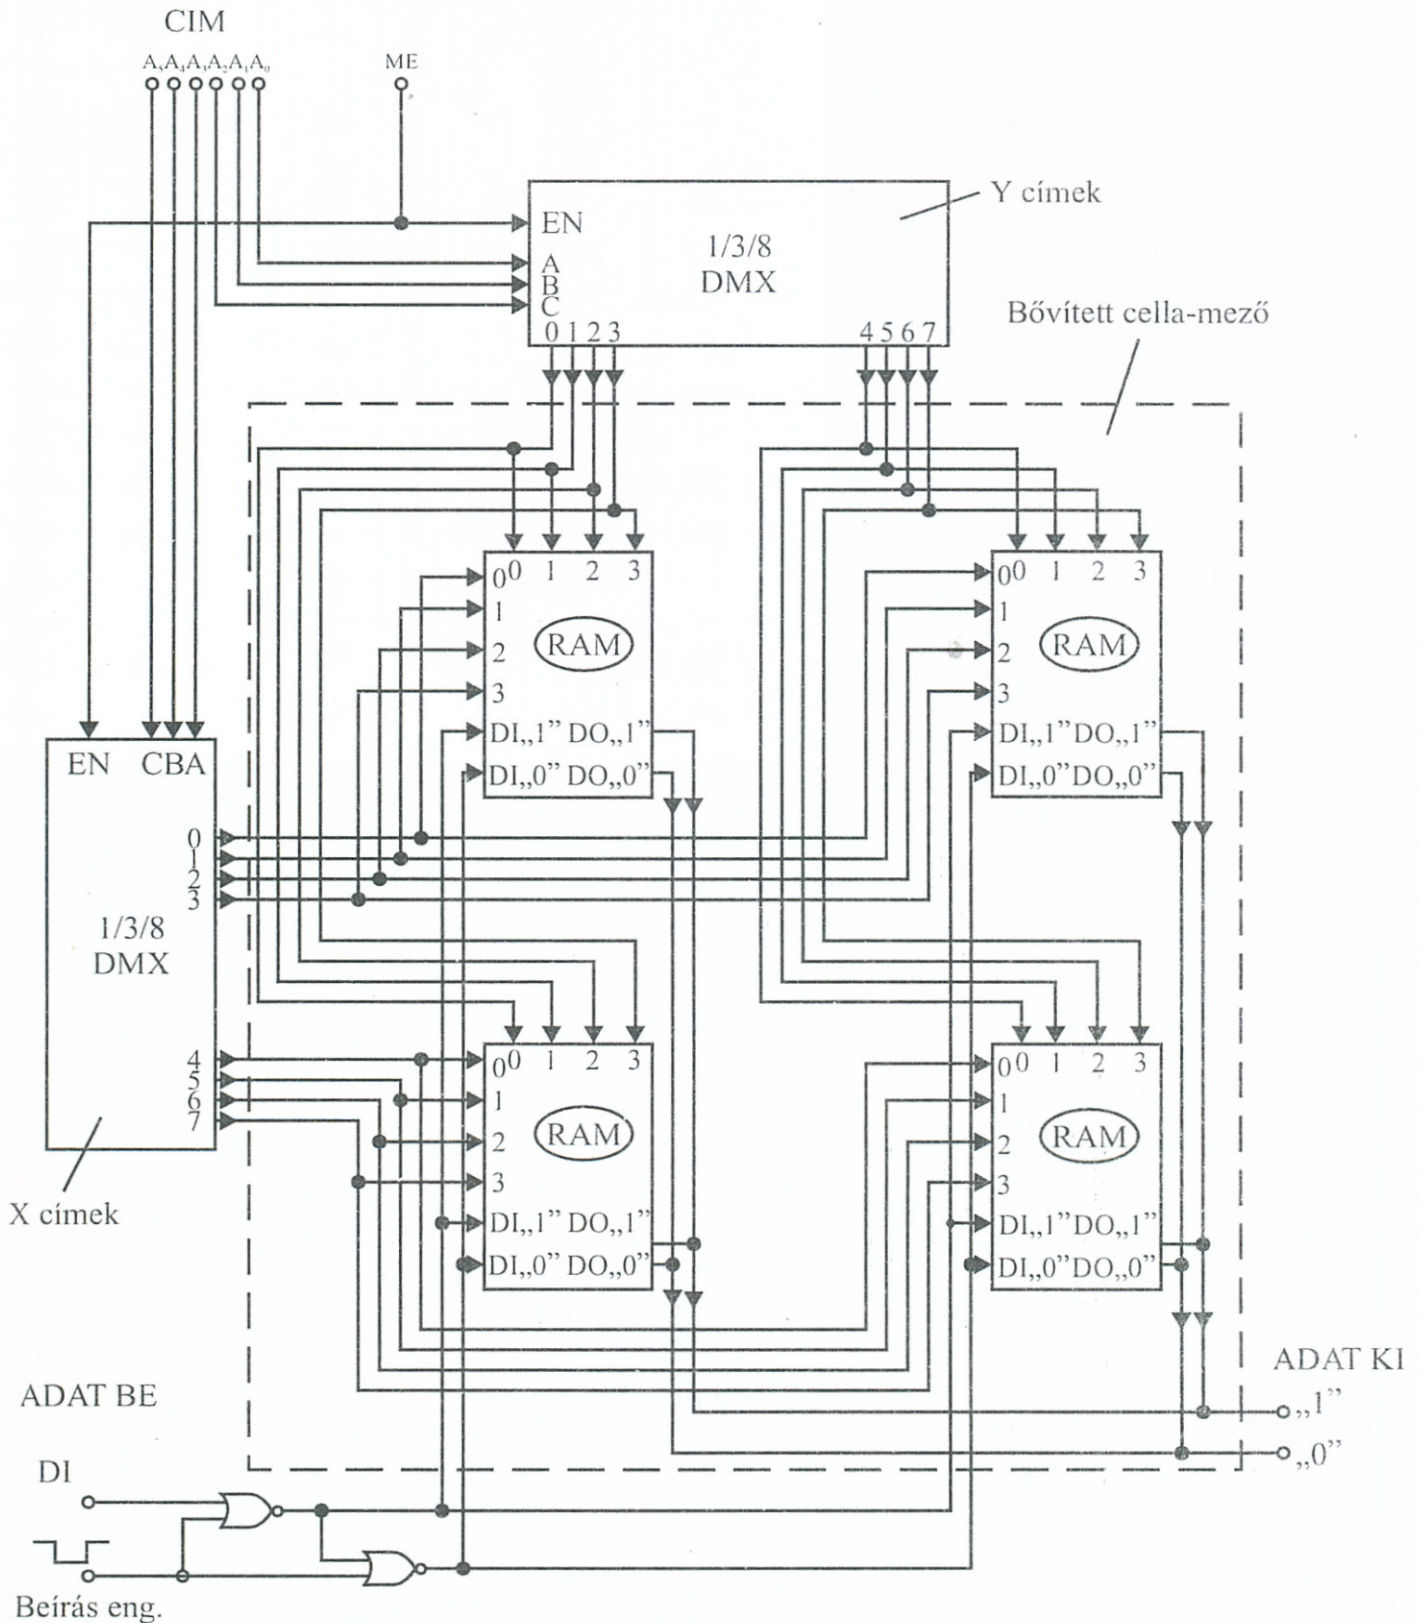 CIM
A₅A₄A₃A₂A₁A₀
ME
Y címek
EN
A
B
C
1/3/8
DMX
0 1 2 3
4 5 6 7
Bővített cella-mező
0 0 1 2 3
1
2
3
RAM
DI„1” DO„1”
DI„0” DO„0”
0 0 1 2 3
1
2
3
RAM
DI„1” DO„1”
DI„0” DO„0”
EN CBA
0
1
2
3
1/3/8
DMX
4
5
6
7
X címek
0 0 1 2 3
1
2
3
RAM
DI„1” DO„1”
DI„0” DO„0”
0 0 1 2 3
1
2
3
RAM
DI„1” DO„1”
DI„0” DO„0”
ADAT KI
„1”
„0”
ADAT BE
DI
Beírás eng.